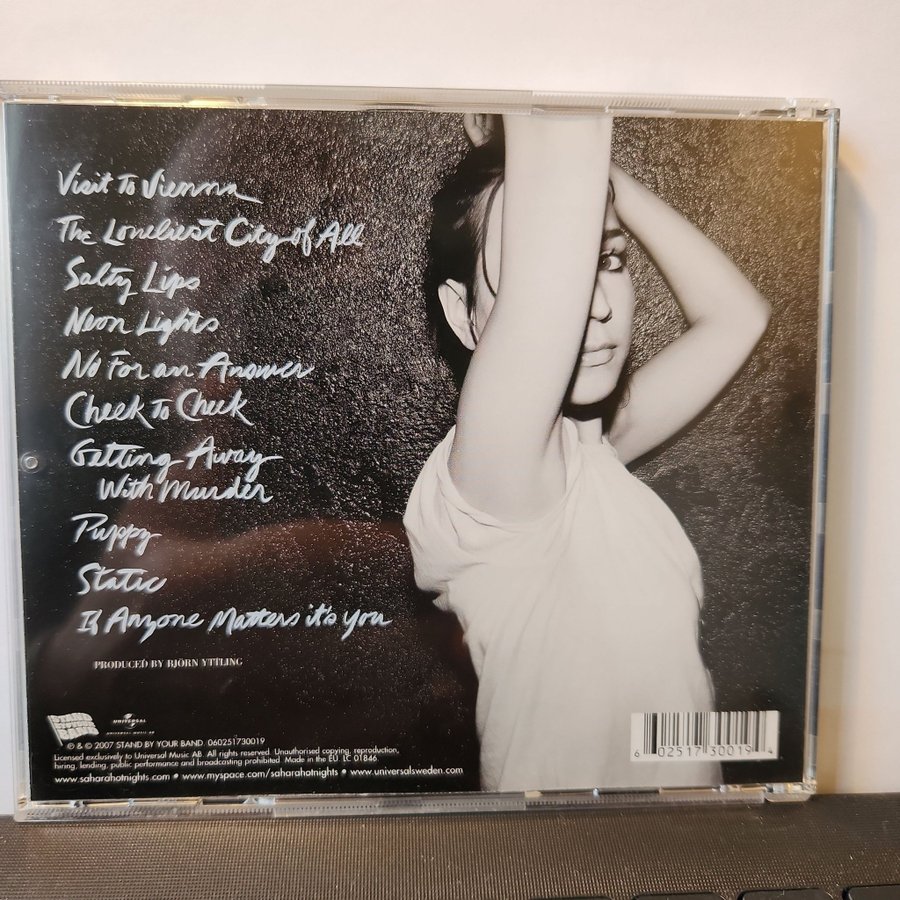 Visit To Vienna
The Loneliest City of All
Salty Lips
Neon Lights
No For an Answer
Cheek To Cheek
Getting Away
With Murder
Puppy
Static
If Anyone Matters it's you
PRODUCED BY BJÖRN YTTLING
UNIVERSAL
℗ & © 2007 STAND BY YOUR BAND 060251730019
Licensed exclusively to Universal Music AB. All rights reserved. Unauthorised copying, reproduction,
hiring, lending, public performance and broadcasting prohibited. Made in the EU. LC 01846
www.saharahotnights.com • www.myspace.com/saharahotnights • www.universalsweden.com
6 02517 30019 4